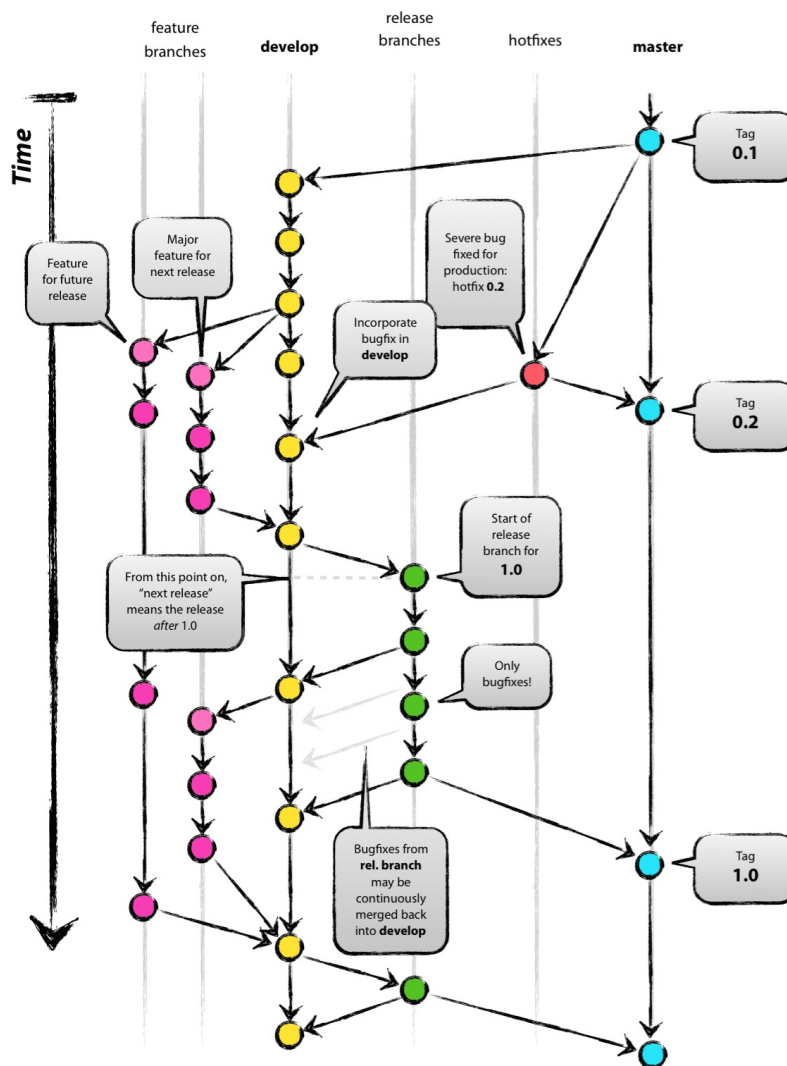 feature
branches
develop
release
branches
hotfixes
master
Time
Tag
0.1
Major
feature for
next release
Feature
for future
release
Severe bug
fixed for
production:
hotfix 0.2
Incorporate
bugfix in
develop
Tag
0.2
Start of
release
branch for
1.0
From this point on,
“next release”
means the release
after 1.0
Only
bugfixes!
Bugfixes from
rel. branch
may be
continuously
merged back
into develop
Tag
1.0